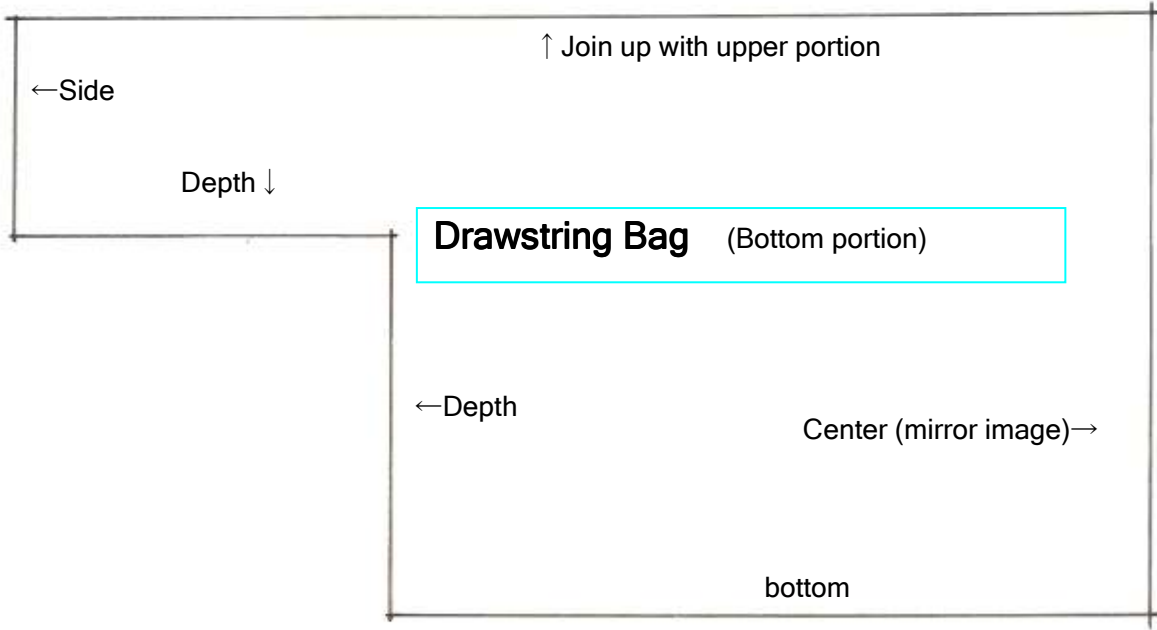 ↑ Join up with upper portion
←Side
Depth ↓
Drawstring Bag (Bottom portion)
←Depth
Center (mirror image)→
bottom